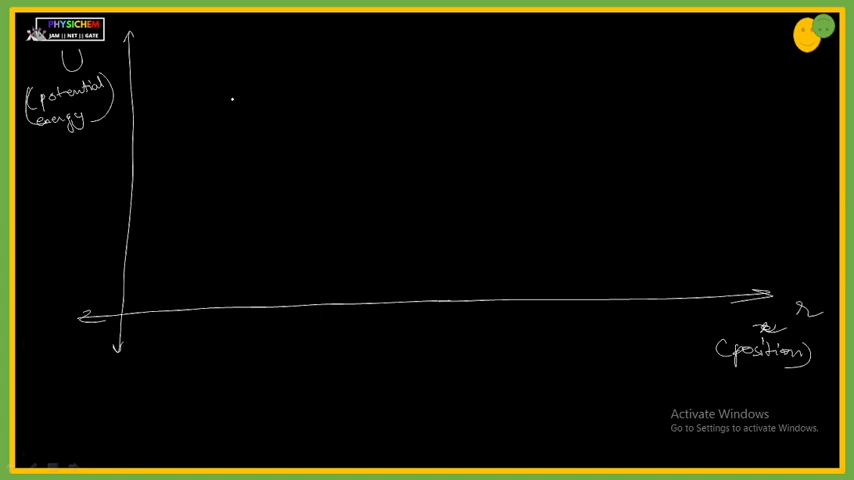 PHYSICHEM
JAM || NET || GATE
U
(potential
energy)
r
(position)
Activate Windows
Go to Settings to activate Windows.